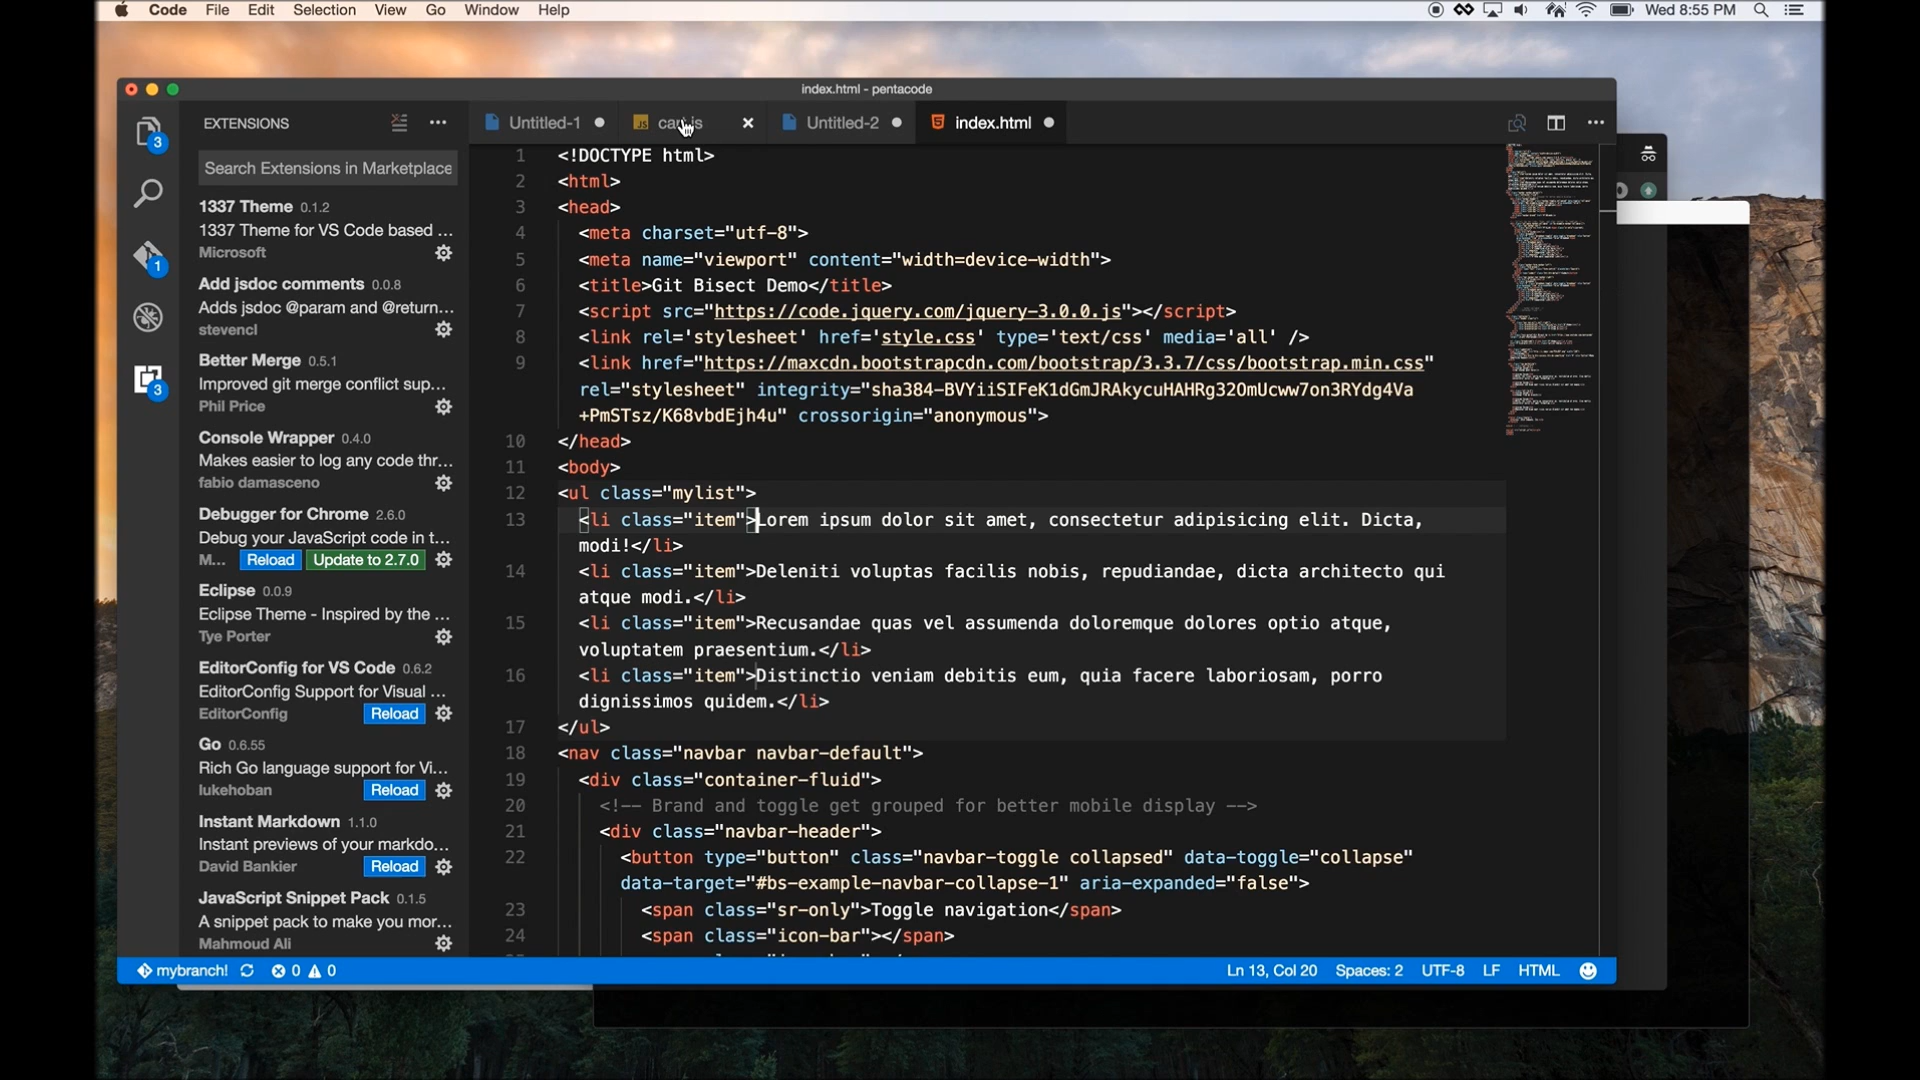 Code File Edit Selection View Go Window Help
Wed 8:55 PM
index.html - pentacode
EXTENSIONS
Untitled-1
Untitled-2
index.html
3
1
3
Search Extensions in Marketplace
1337 Theme 0.1.2
1337 Theme for VS Code based ...
Microsoft
Add jsdoc comments 0.0.8
Adds jsdoc @param and @return...
stevencl
Better Merge 0.5.1
Improved git merge conflict sup...
Phil Price
Console Wrapper 0.4.0
Makes easier to log any code thr...
fabio damasceno
Debugger for Chrome 2.6.0
Debug your JavaScript code in t...
M... Reload Update to 2.7.0
Eclipse 0.0.9
Eclipse Theme - Inspired by the ...
Tye Porter
EditorConfig for VS Code 0.6.2
EditorConfig Support for Visual ...
EditorConfig Reload
Go 0.6.55
Rich Go language support for Vi...
lukehoban Reload
Instant Markdown 1.1.0
Instant previews of your markdo...
David Bankier Reload
JavaScript Snippet Pack 0.1.5
A snippet pack to make you mor...
Mahmoud Ali
1 <!DOCTYPE html>
2 <html>
3 <head>
4 <meta charset="utf-8">
5 <meta name="viewport" content="width=device-width">
6 <title>Git Bisect Demo</title>
7 <script src="https://code.jquery.com/jquery-3.0.0.js"></script>
8 <link rel='stylesheet' href='style.css' type='text/css' media='all' />
9 <link href="https://maxcdn.bootstrapcdn.com/bootstrap/3.3.7/css/bootstrap.min.css"
rel="stylesheet" integrity="sha384-BVYiiSIFeK1dGmJRAkycuHAHRg32OmUcww7on3RYdg4Va
+PmSTsz/K68vbdEjh4u" crossorigin="anonymous">
10 </head>
11 <body>
12 <ul class="mylist">
13 <li class="item">Lorem ipsum dolor sit amet, consectetur adipisicing elit. Dicta,
modi!</li>
14 <li class="item">Deleniti voluptas facilis nobis, repudiandae, dicta architecto qui
atque modi.</li>
15 <li class="item">Recusandae quas vel assumenda doloremque dolores optio atque,
voluptatem praesentium.</li>
16 <li class="item">Distinctio veniam debitis eum, quia facere laboriosam, porro
dignissimos quidem.</li>
17 </ul>
18 <nav class="navbar navbar-default">
19 <div class="container-fluid">
20 <!-- Brand and toggle get grouped for better mobile display -->
21 <div class="navbar-header">
22 <button type="button" class="navbar-toggle collapsed" data-toggle="collapse"
data-target="#bs-example-navbar-collapse-1" aria-expanded="false">
23 <span class="sr-only">Toggle navigation</span>
24 <span class="icon-bar"></span>
mybranch! 0 0
Ln 13, Col 20 Spaces: 2 UTF-8 LF HTML